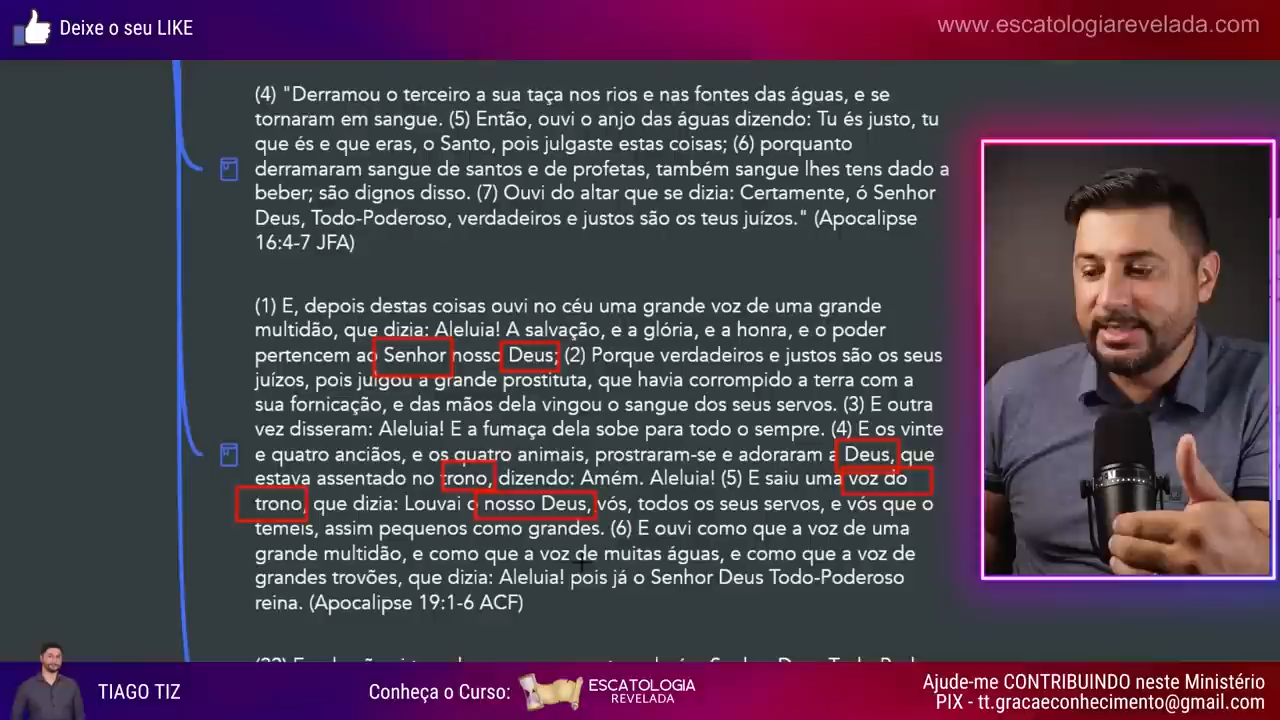 Deixe o seu LIKE
www.escatologiarevelada.com
(4) "Derramou o terceiro a sua taça nos rios e nas fontes das águas, e se
tornaram em sangue. (5) Então, ouvi o anjo das águas dizendo: Tu és justo, tu
que és e que eras, o Santo, pois julgaste estas coisas; (6) porquanto
derramaram sangue de santos e de profetas, também sangue lhes tens dado a
beber; são dignos disso. (7) Ouvi do altar que se dizia: Certamente, ó Senhor
Deus, Todo-Poderoso, verdadeiros e justos são os teus juízos." (Apocalipse
16:4-7 JFA)
(1) E, depois destas coisas ouvi no céu uma grande voz de uma grande
multidão, que dizia: Aleluia! A salvação, e a glória, e a honra, e o poder
pertencem ao Senhor nosso Deus; (2) Porque verdadeiros e justos são os seus
juízos, pois julgou a grande prostituta, que havia corrompido a terra com a
sua fornicação, e das mãos dela vingou o sangue dos seus servos. (3) E outra
vez disseram: Aleluia! E a fumaça dela sobe para todo o sempre. (4) E os vinte
e quatro anciãos, e os quatro animais, prostraram-se e adoraram a Deus, que
estava assentado no trono, dizendo: Amém. Aleluia! (5) E saiu uma voz do
trono, que dizia: Louvai o nosso Deus, vós, todos os seus servos, e vós que o
temeis, assim pequenos como grandes. (6) E ouvi como que a voz de uma
grande multidão, e como que a voz de muitas águas, e como que a voz de
grandes trovões, que dizia: Aleluia! pois já o Senhor Deus Todo-Poderoso
reina. (Apocalipse 19:1-6 ACF)
TIAGO TIZ
Conheça o Curso:
ESCATOLOGIA
REVELADA
Ajude-me CONTRIBUINDO neste Ministério
PIX - tt.gracaeconhecimento@gmail.com